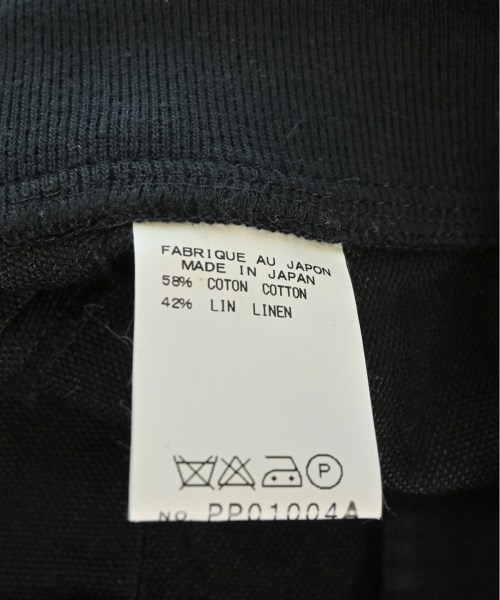 FABRIQUE AU JAPON
MADE IN JAPAN
58% COTON COTTON
42% LIN LINEN
P
NO. PP01004A